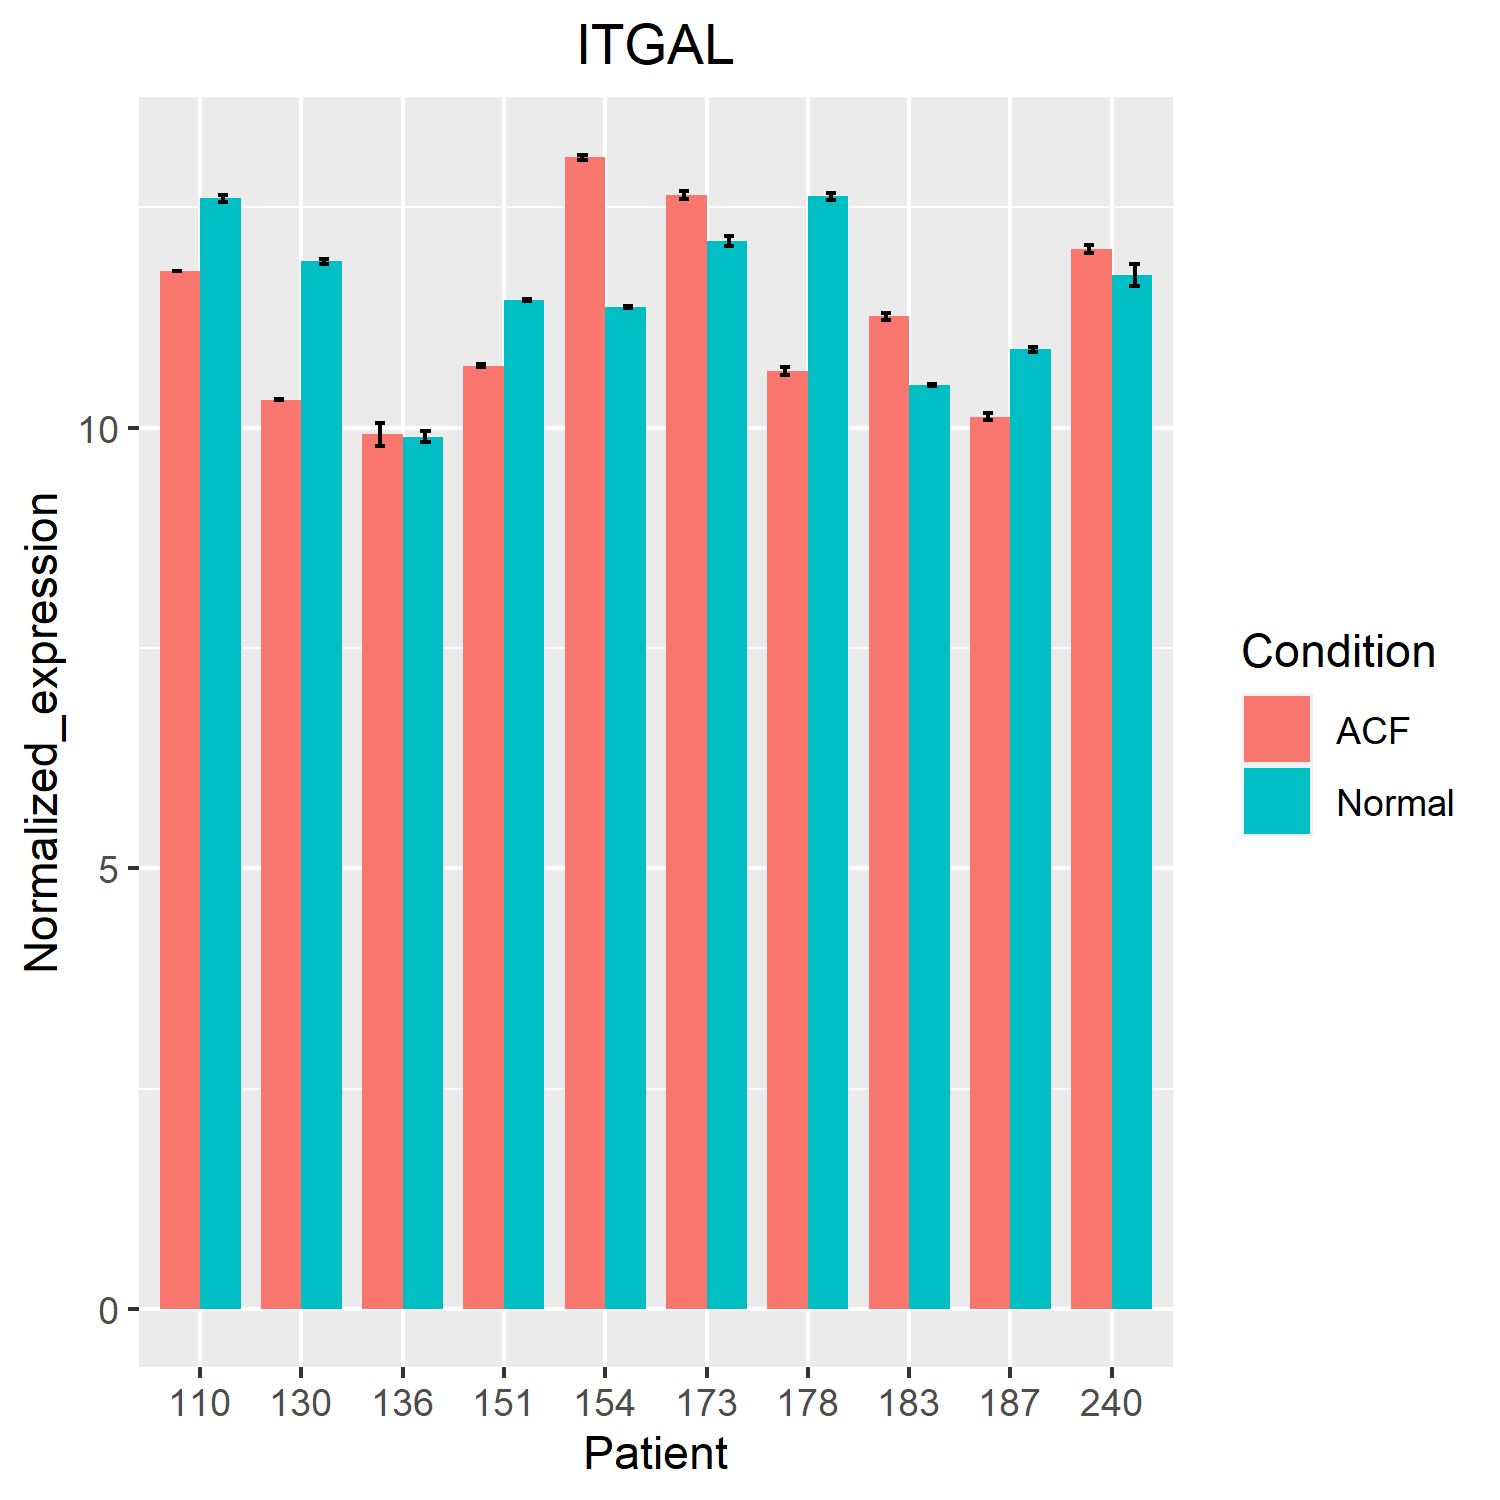 ITGAL
Normalized_expression
10
5
0
110 130 136 151 154 173 178 183 187 240
Patient
Condition
ACF
Normal